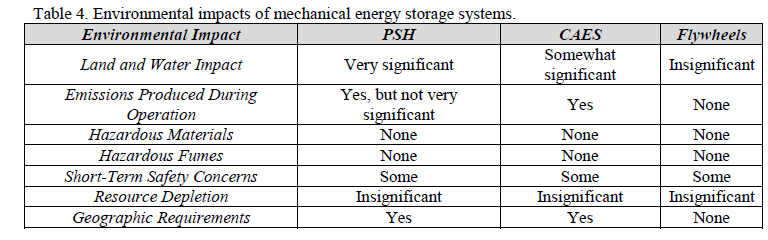 Table 4. Environmental impacts of mechanical energy storage systems.
Environmental Impact PSH CAES Flywheels
Land and Water Impact Very significant Somewhat significant Insignificant
Emissions Produced During Operation Yes, but not very significant Yes None
Hazardous Materials None None None
Hazardous Fumes None None None
Short-Term Safety Concerns Some Some Some
Resource Depletion Insignificant Insignificant Insignificant
Geographic Requirements Yes Yes None